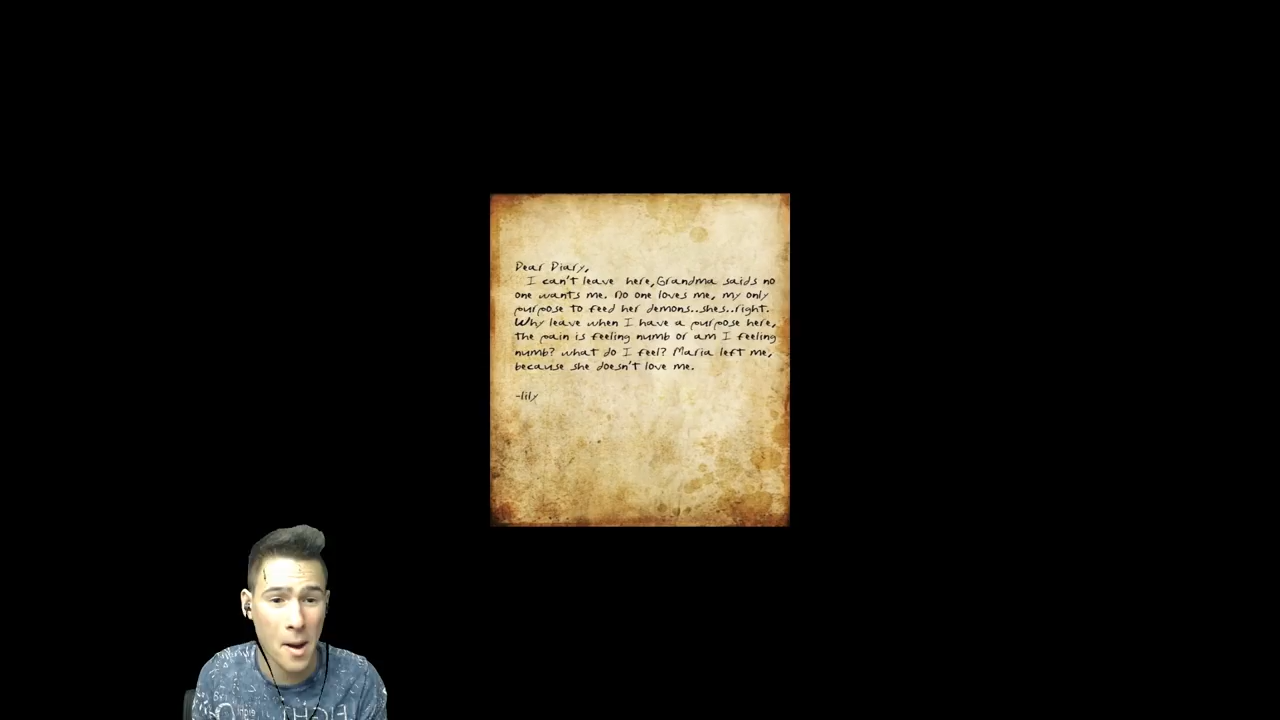 Dear Diary,
I can't leave here,Grandma saids no
one wants me. No one loves me, my only
purpose to feed her demons..shes..right.
Why leave when I have a purpose here,
the pain is feeling numb or am I feeling
numb? what do I feel? Maria left me,
because she doesn't love me.
-lily